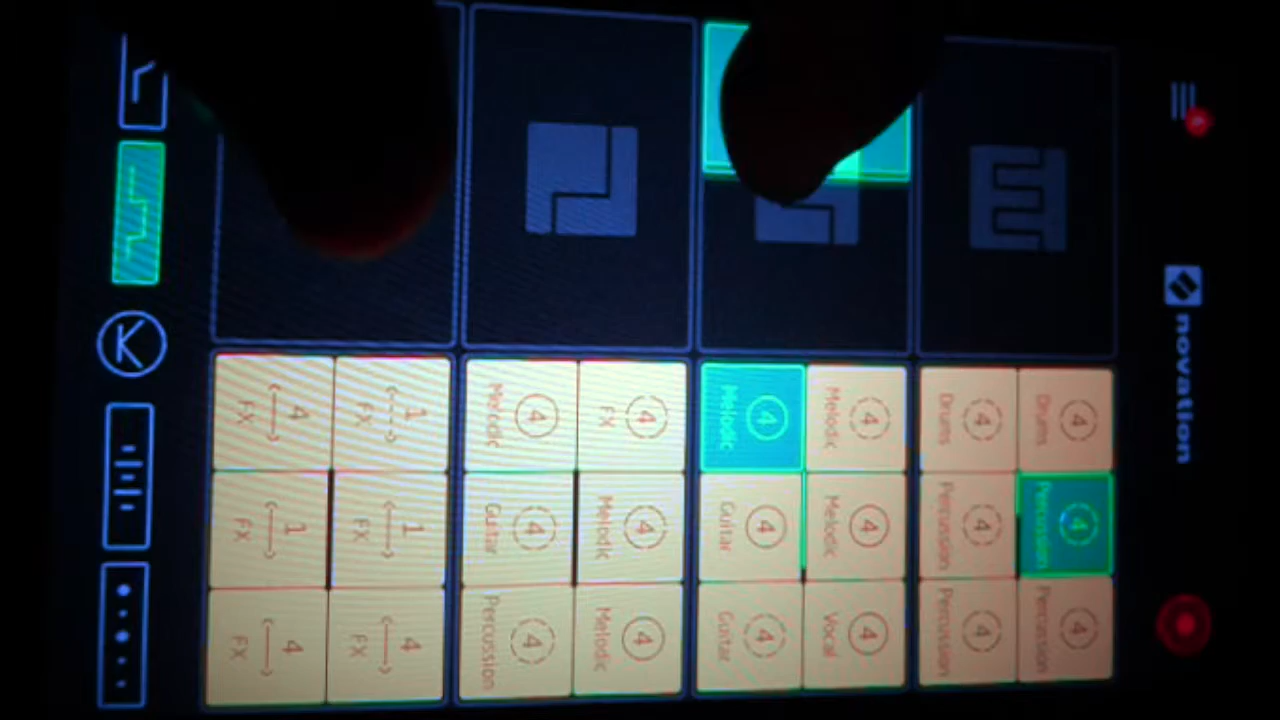 novation
4 4 4
Drums Percussion Percussion
4 4 4
Drums Percussion Percussion
4 4 4
Melodic Melodic Vocal
4 4 4
Melodic Guitar Guitar
4 4 4
FX Melodic Melodic
4 4 4
Melodic Guitar Percussion
1 1 4
FX FX FX
4 1 4
FX FX FX
K